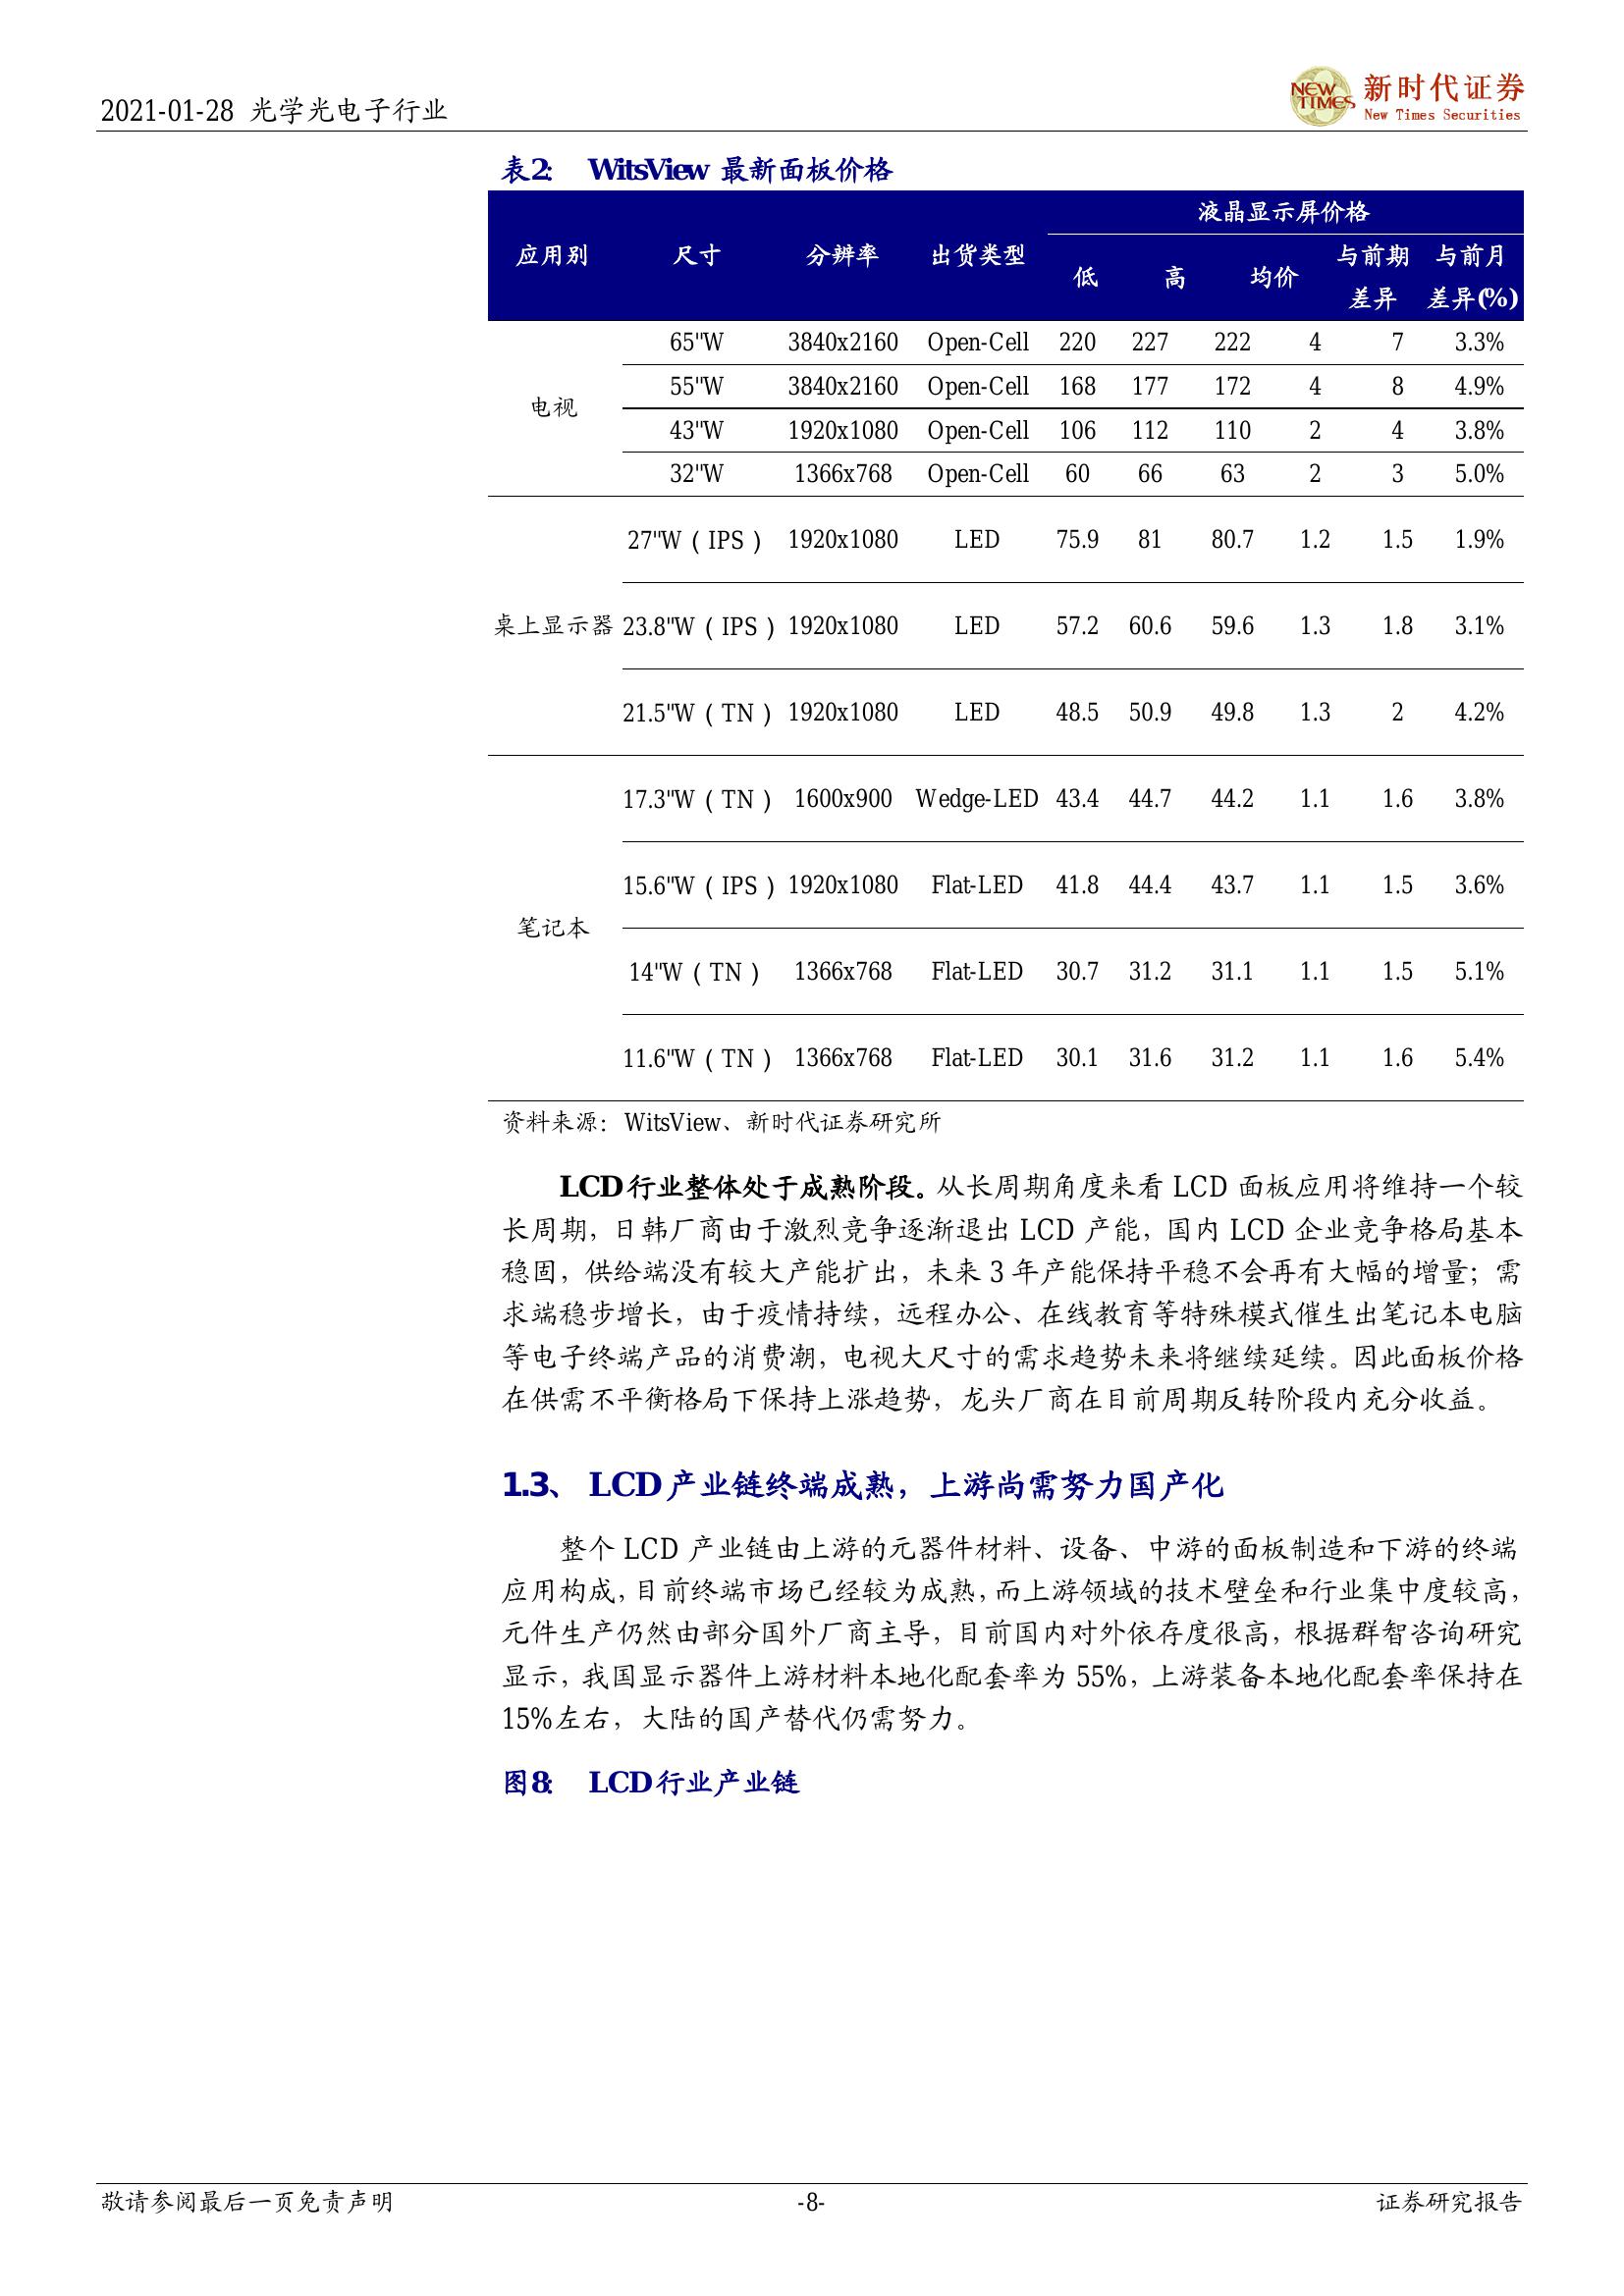 2021-01-28 光学光电子行业
NEW TIMES 新时代证券
New Times Securities
表2: WitsView 最新面板价格
液晶显示屏价格
应用别 尺寸 分辨率 出货类型 低 高 均价 与前期差异 与前月差异(%)
65"W 3840x2160 Open-Cell 220 227 222 4 7 3.3%
55"W 3840x2160 Open-Cell 168 177 172 4 8 4.9%
电视
43"W 1920x1080 Open-Cell 106 112 110 2 4 3.8%
32"W 1366x768 Open-Cell 60 66 63 2 3 5.0%
27"W（IPS） 1920x1080 LED 75.9 81 80.7 1.2 1.5 1.9%
桌上显示器 23.8"W（IPS） 1920x1080 LED 57.2 60.6 59.6 1.3 1.8 3.1%
21.5"W（TN） 1920x1080 LED 48.5 50.9 49.8 1.3 2 4.2%
17.3"W（TN） 1600x900 Wedge-LED 43.4 44.7 44.2 1.1 1.6 3.8%
15.6"W（IPS） 1920x1080 Flat-LED 41.8 44.4 43.7 1.1 1.5 3.6%
笔记本
14"W（TN） 1366x768 Flat-LED 30.7 31.2 31.1 1.1 1.5 5.1%
11.6"W（TN） 1366x768 Flat-LED 30.1 31.6 31.2 1.1 1.6 5.4%
资料来源：WitsView、新时代证券研究所
LCD行业整体处于成熟阶段。从长周期角度来看 LCD 面板应用将维持一个较
长周期，日韩厂商由于激烈竞争逐渐退出 LCD 产能，国内 LCD 企业竞争格局基本
稳固，供给端没有较大产能扩出，未来 3 年产能保持平稳不会再有大幅的增量；需
求端稳步增长，由于疫情持续，远程办公、在线教育等特殊模式催生出笔记本电脑
等电子终端产品的消费潮，电视大尺寸的需求趋势未来将继续延续。因此面板价格
在供需不平衡格局下保持上涨趋势，龙头厂商在目前周期反转阶段内充分收益。
1.3、 LCD产业链终端成熟，上游尚需努力国产化
整个 LCD 产业链由上游的元器件材料、设备、中游的面板制造和下游的终端
应用构成，目前终端市场已经较为成熟，而上游领域的技术壁垒和行业集中度较高，
元件生产仍然由部分国外厂商主导，目前国内对外依存度很高，根据群智咨询研究
显示，我国显示器件上游材料本地化配套率为 55%，上游装备本地化配套率保持在
15%左右，大陆的国产替代仍需努力。
图8: LCD行业产业链
敬请参阅最后一页免责声明 -8- 证券研究报告